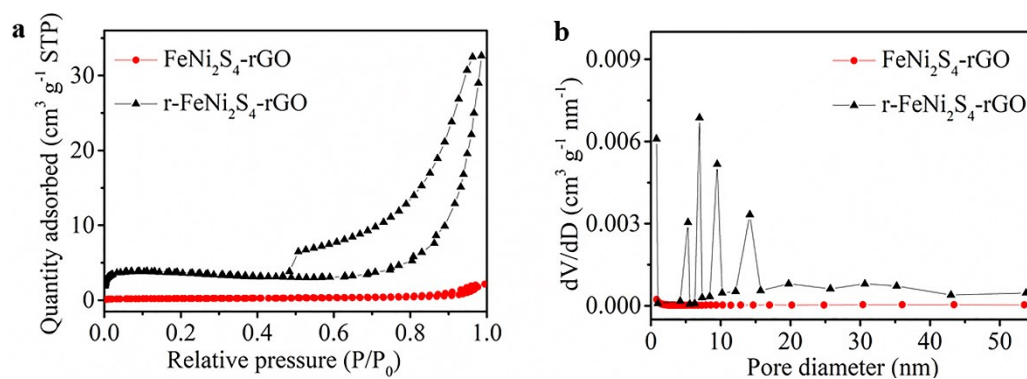 a
FeNi₂S₄-rGO
r-FeNi₂S₄-rGO
Quantity adsorbed (cm³ g⁻¹ STP)
30
20
10
0
0.0 0.2 0.4 0.6 0.8 1.0
Relative pressure (P/P₀)
b
FeNi₂S₄-rGO
r-FeNi₂S₄-rGO
dV/dD (cm³ g⁻¹ nm⁻¹)
0.009
0.006
0.003
0.000
0 10 20 30 40 50
Pore diameter (nm)